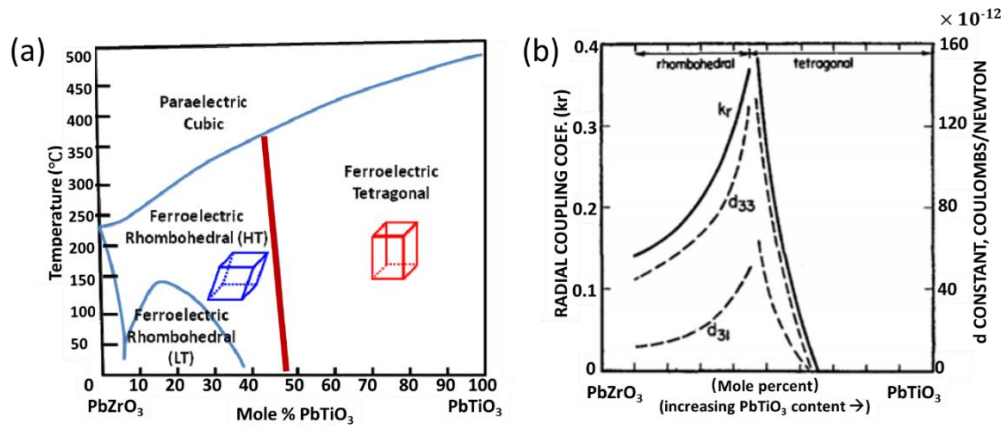 (a)
500
450
400
350
300
250
200
150
100
50
Temperature (°C)
Paraelectric
Cubic
Ferroelectric
Tetragonal
Ferroelectric
Rhombohedral (HT)
Ferroelectric
Rhombohedral
(LT)
0 10 20 30 40 50 60 70 80 90 100
PbZrO3 Mole % PbTiO3 PbTiO3
(b)
× 10-12
0.4
0.3
0.2
0.1
0
RADIAL COUPLING COEF. (kr)
rhombohedral tetragonal
kr
d33
d31
160
120
80
40
0
d CONSTANT, COULOMBS/NEWTON
PbZrO3 (Mole percent) PbTiO3
(increasing PbTiO3 content →)